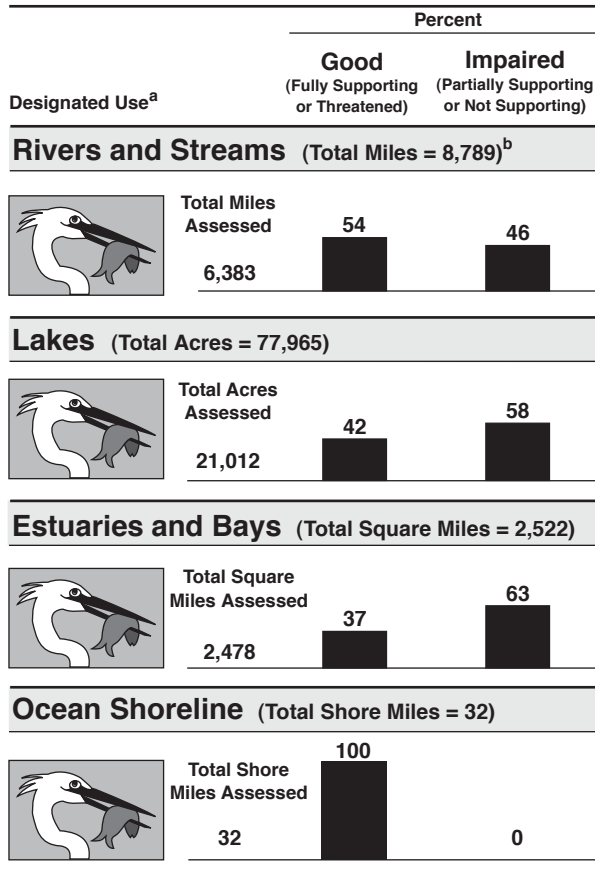 Percent
Designated Use^a
Good
(Fully Supporting
or Threatened)
Impaired
(Partially Supporting
or Not Supporting)
Rivers and Streams (Total Miles = 8,789)^b
Total Miles
Assessed
6,383
54
46
Lakes (Total Acres = 77,965)
Total Acres
Assessed
21,012
42
58
Estuaries and Bays (Total Square Miles = 2,522)
Total Square
Miles Assessed
2,478
37
63
Ocean Shoreline (Total Shore Miles = 32)
Total Shore
Miles Assessed
32
100
0